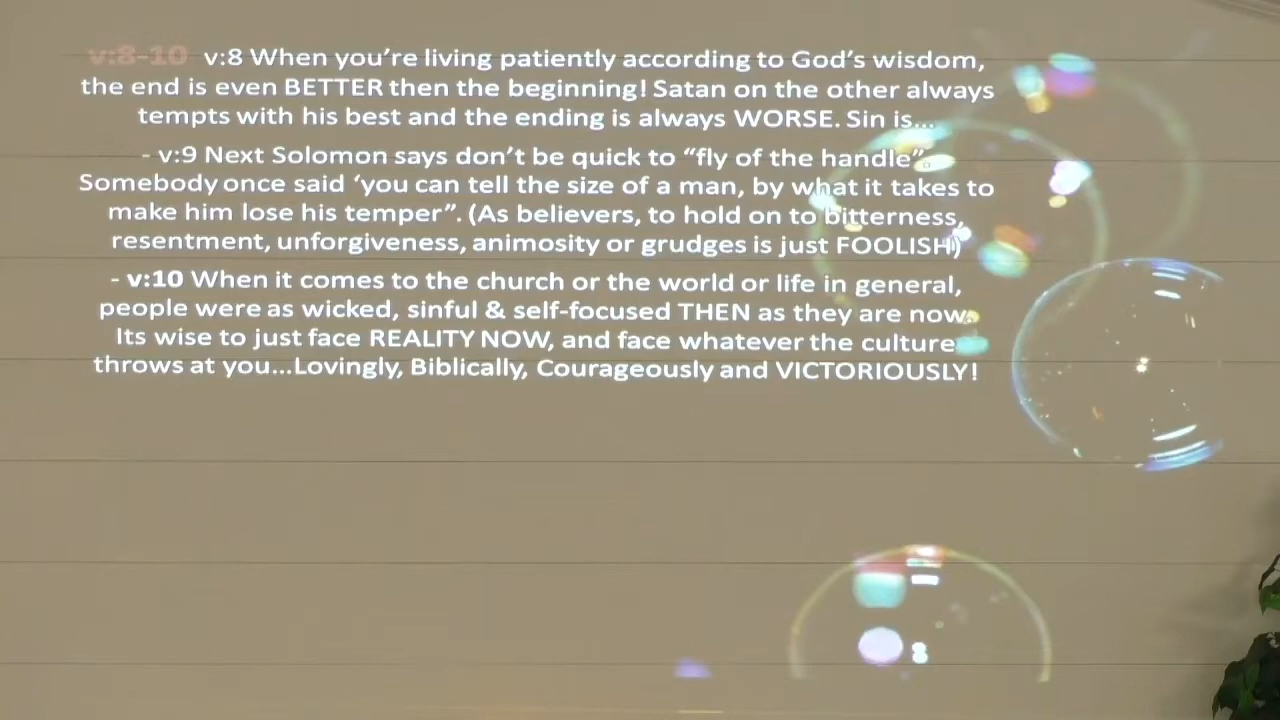 v:8-10 v:8 When you're living patiently according to God's wisdom,
the end is even BETTER then the beginning! Satan on the other always
tempts with his best and the ending is always WORSE. Sin is...
- v:9 Next Solomon says don't be quick to “fly of the handle”.
Somebody once said ‘you can tell the size of a man, by what it takes to
make him lose his temper”. (As believers, to hold on to bitterness,
resentment, unforgiveness, animosity or grudges is just FOOLISH)
- v:10 When it comes to the church or the world or life in general,
people were as wicked, sinful & self-focused THEN as they are now.
Its wise to just face REALITY NOW, and face whatever the culture
throws at you...Lovingly, Biblically, Courageously and VICTORIOUSLY!